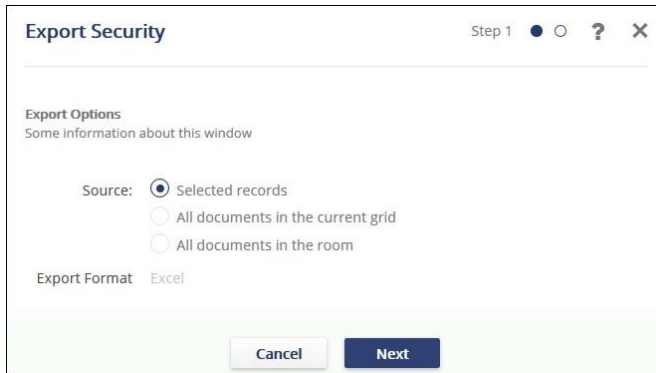 Export Security
Step 1
?
Export Options
Some information about this window
Source: Selected records
All documents in the current grid
All documents in the room
Export Format Excel
Cancel Next